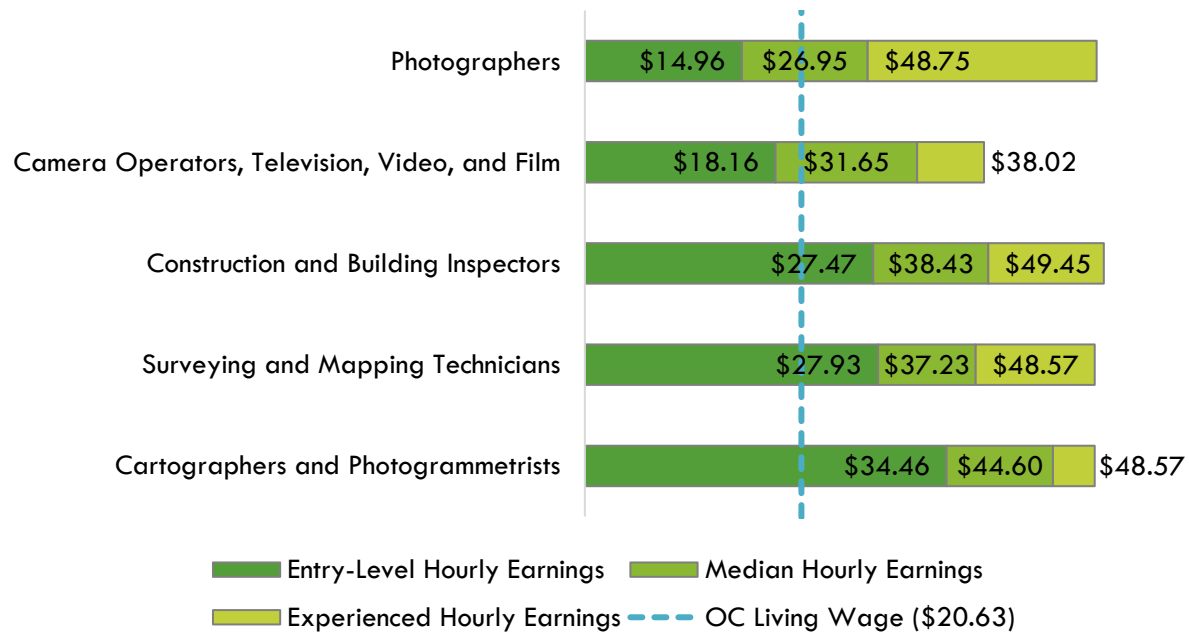 Photographers
$14.96 $26.95 $48.75
Camera Operators, Television, Video, and Film
$18.16 $31.65 $38.02
Construction and Building Inspectors
$27.47 $38.43 $49.45
Surveying and Mapping Technicians
$27.93 $37.23 $48.57
Cartographers and Photogrammetrists
$34.46 $44.60 $48.57
Entry-Level Hourly Earnings
Median Hourly Earnings
Experienced Hourly Earnings
OC Living Wage ($20.63)